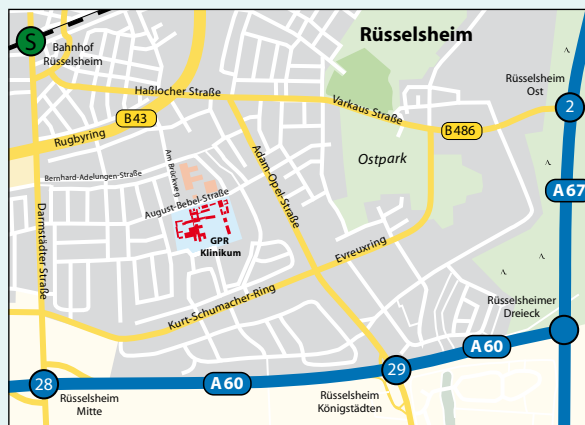 S
Bahnhof
Rüsselsheim
Rüsselsheim
Rüsselsheim
Ost
2
Haßlocher Straße
Varkaus Straße
B43
B486
Rugbyring
Ostpark
Am Brückweg
Bernhard-Adelungen-Straße
Adam-Opel-Straße
August-Bebel-Straße
A67
Darmstädter Straße
GPR
Klinikum
Evreuxring
Kurt-Schumacher-Ring
Rüsselsheimer
Dreieck
A60
28
A60
29
Rüsselsheim
Mitte
Rüsselsheim
Königstädten